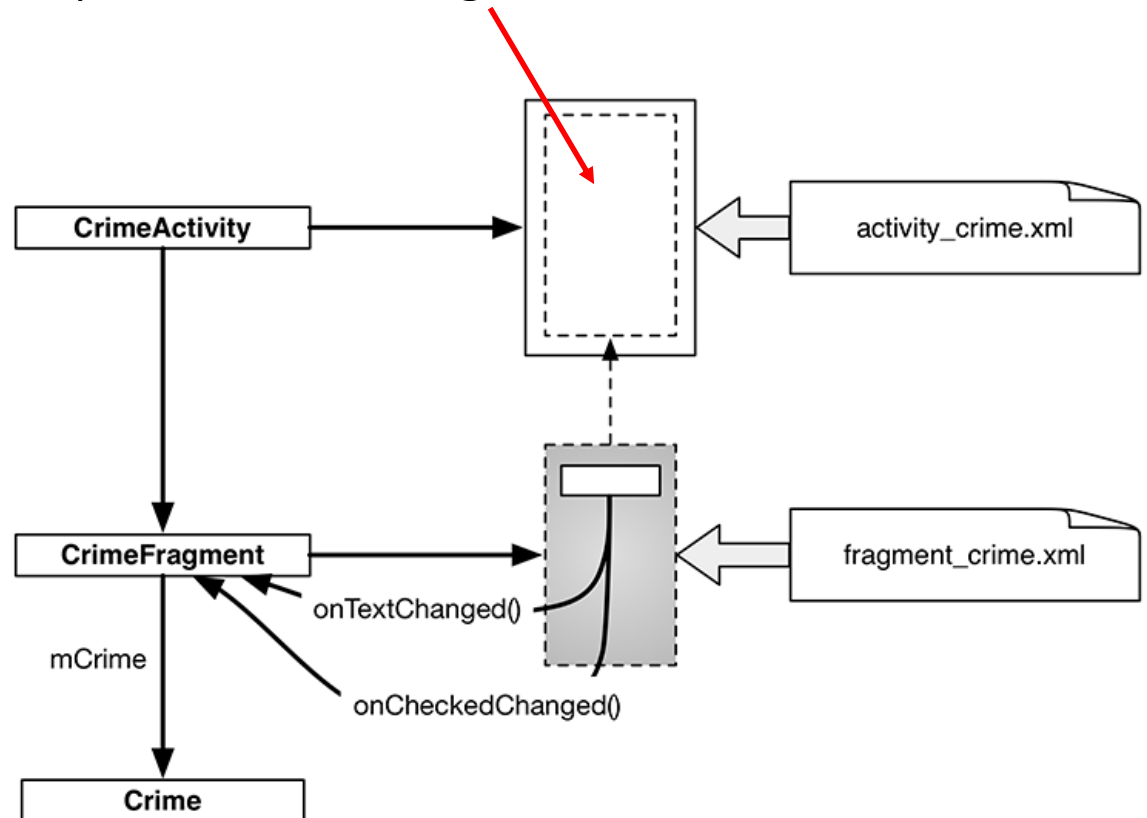 CrimeActivity
activity_crime.xml
CrimeFragment
fragment_crime.xml
onTextChanged()
mCrime
onCheckedChanged()
Crime